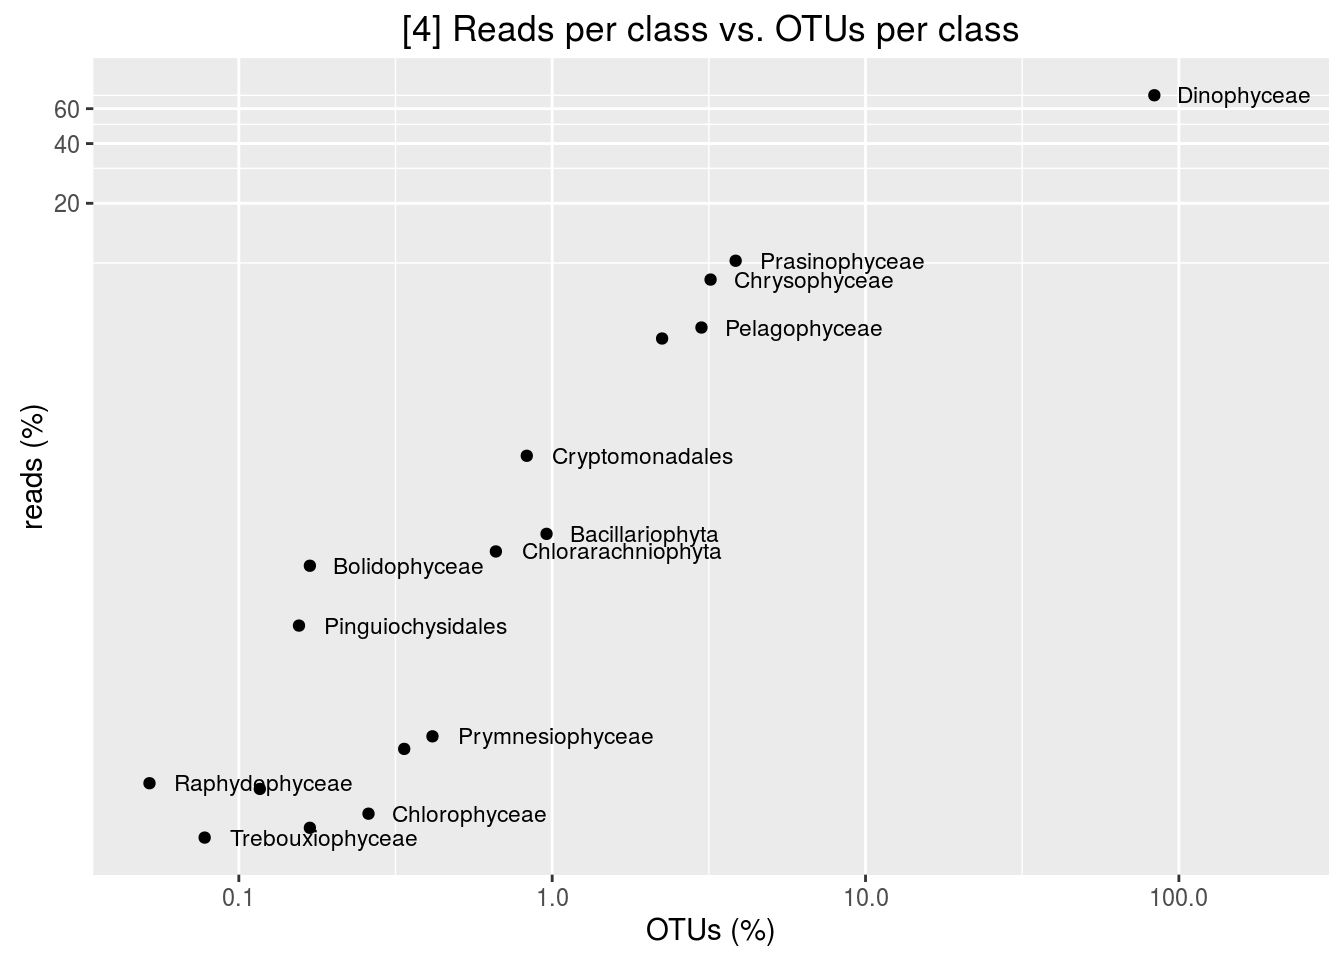 [4] Reads per class vs. OTUs per class
Dinophyceae
60
40
20
Prasinophyceae
Chrysophyceae
Pelagophyceae
reads (%)
Cryptomonadales
Bacillariophyta
Chlorarachniophyta
Bolidophyceae
Pinguiochysidales
Prymnesiophyceae
Raphydophyceae
Chlorophyceae
Trebouxiophyceae
0.1 1.0 10.0 100.0
OTUs (%)